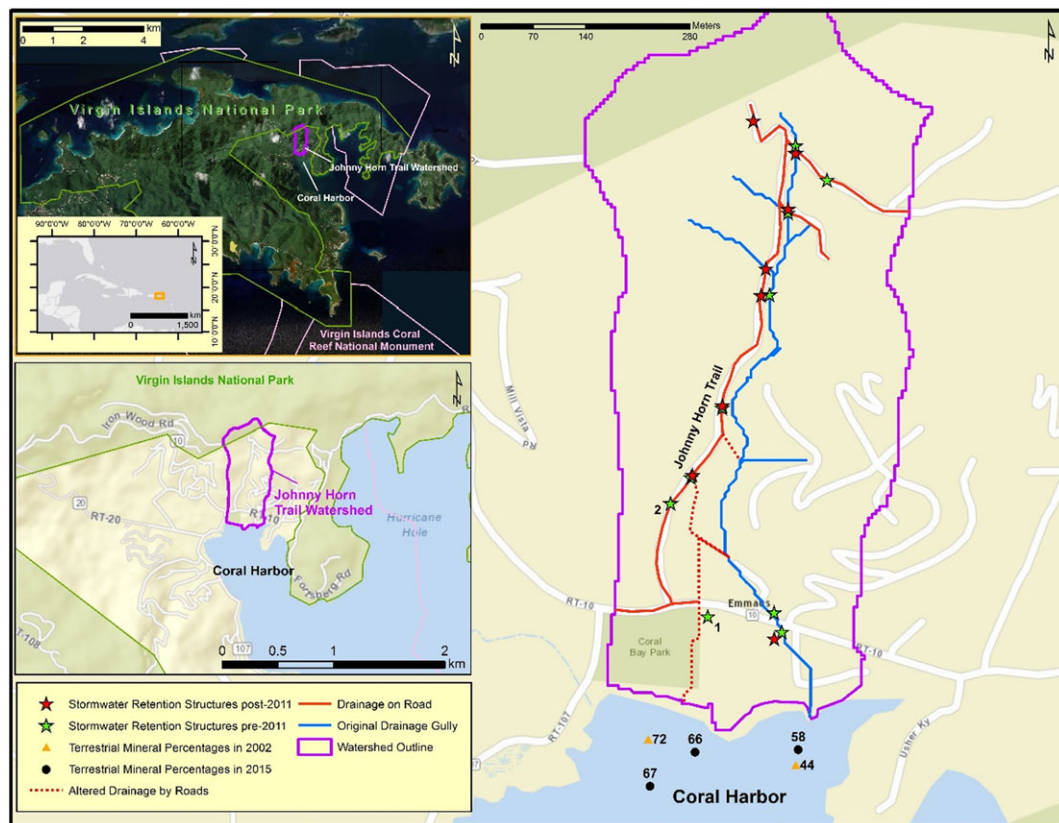 km
0 1 2 4
N
Virgin Islands National Park
Johnny Horn Trail
Watershed
Coral Harbor
90°0'0"W 80°0'0"W 70°0'0"W 60°0'0"W
30°0'0"N
20°0'0"N
10°0'0"N
km
0 1,500
Virgin Islands Coral
Reef National Monument
Virgin Islands National Park
N
Iron Wood Rd
10
20
RT-20
RT-10
Johnny Horn
Trail Watershed
Hurricane
Hole
Coral Harbor
Fortsberg Rd
T-108
107
0 0.5 1 2
km
Stormwater Retention Structures post-2011
Drainage on Road
Stormwater Retention Structures pre-2011
Original Drainage Gully
Terrestrial Mineral Percentages in 2002
Watershed Outline
Terrestrial Mineral Percentages in 2015
Altered Drainage by Roads
Meters
0 70 140 280
N
Mill Vista
Rd
Johnny Horn Trail
2
RT-10
Emmaus
10
1
Coral
Bay Park
RT-10
RT-107
Usher Ky
72
66
58
44
67
Coral Harbor